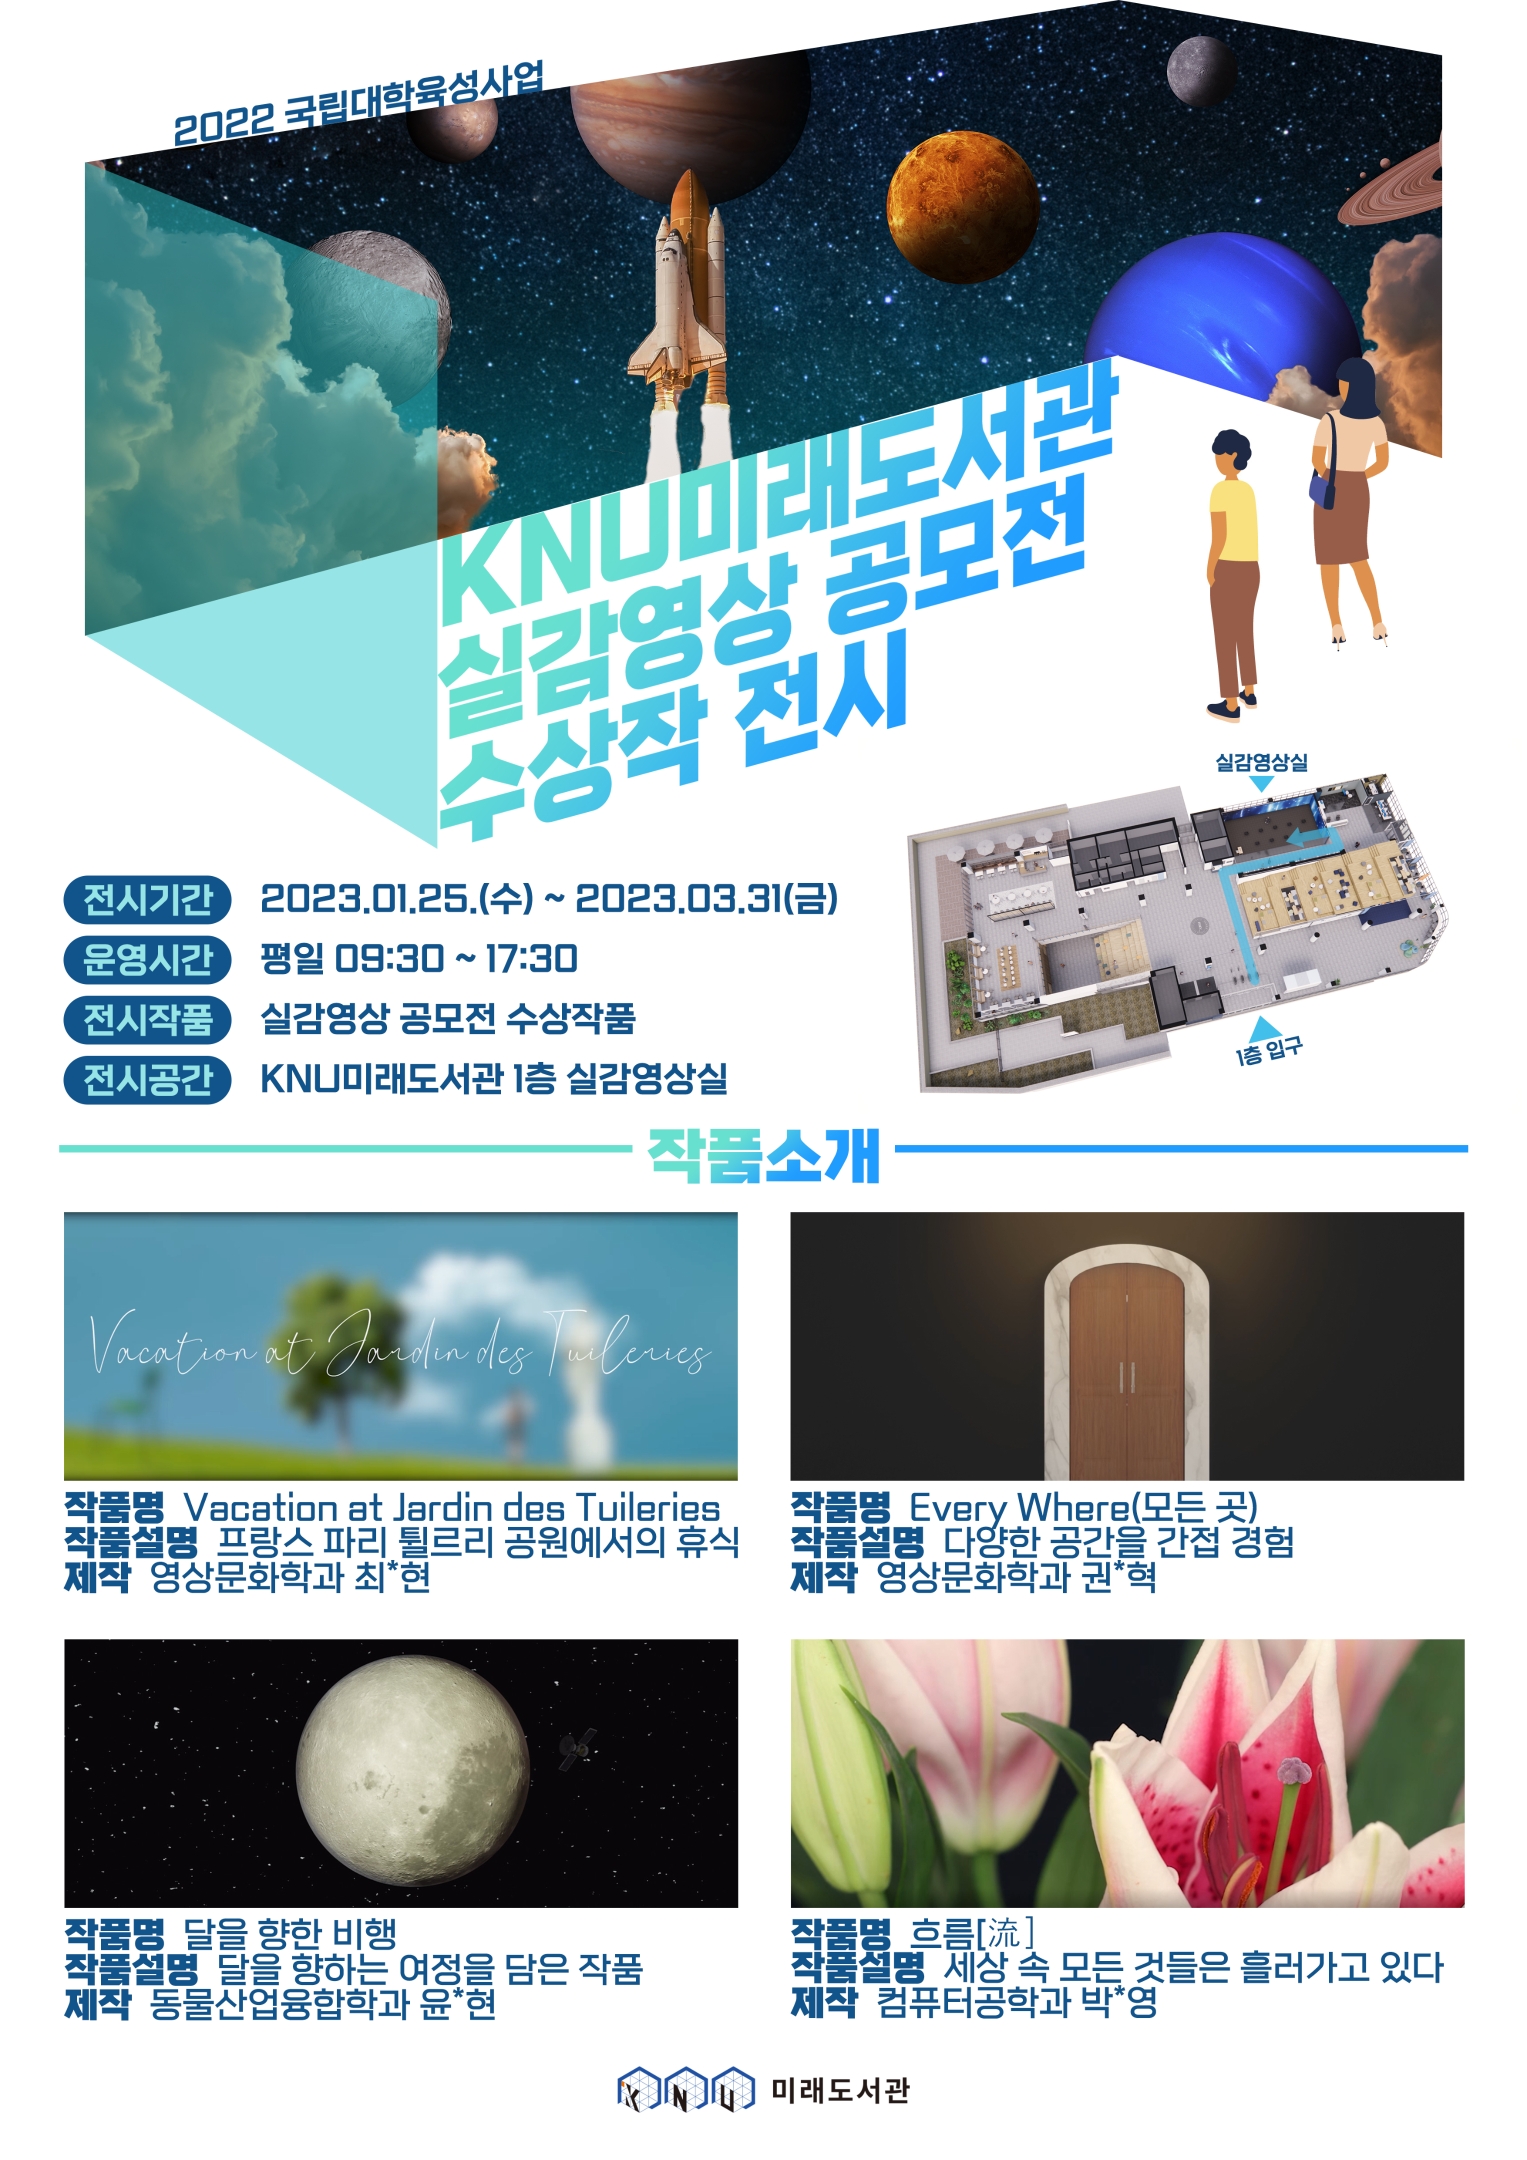 2022 국립대학육성사업
KNU미래도서관
실감영상 공모전
수상작 전시
실감영상실
1층 입구
전시기간 2023.01.25.(수) ~ 2023.03.31(금)
운영시간 평일 09:30 ~ 17:30
전시작품 실감영상 공모전 수상작품
전시공간 KNU미래도서관 1층 실감영상실
작품소개
Vacation at Jardin des Tuileries
작품명 Vacation at Jardin des Tuileries
작품설명 프랑스 파리 튈르리 공원에서의 휴식
제작 영상문화학과 최*현
작품명 Every Where(모든 곳)
작품설명 다양한 공간을 간접 경험
제작 영상문화학과 권*혁
작품명 달을 향한 비행
작품설명 달을 향하는 여정을 담은 작품
제작 동물산업융합학과 윤*현
작품명 흐름[流]
작품설명 세상 속 모든 것들은 흘러가고 있다
제작 컴퓨터공학과 박*영
KNU 미래도서관